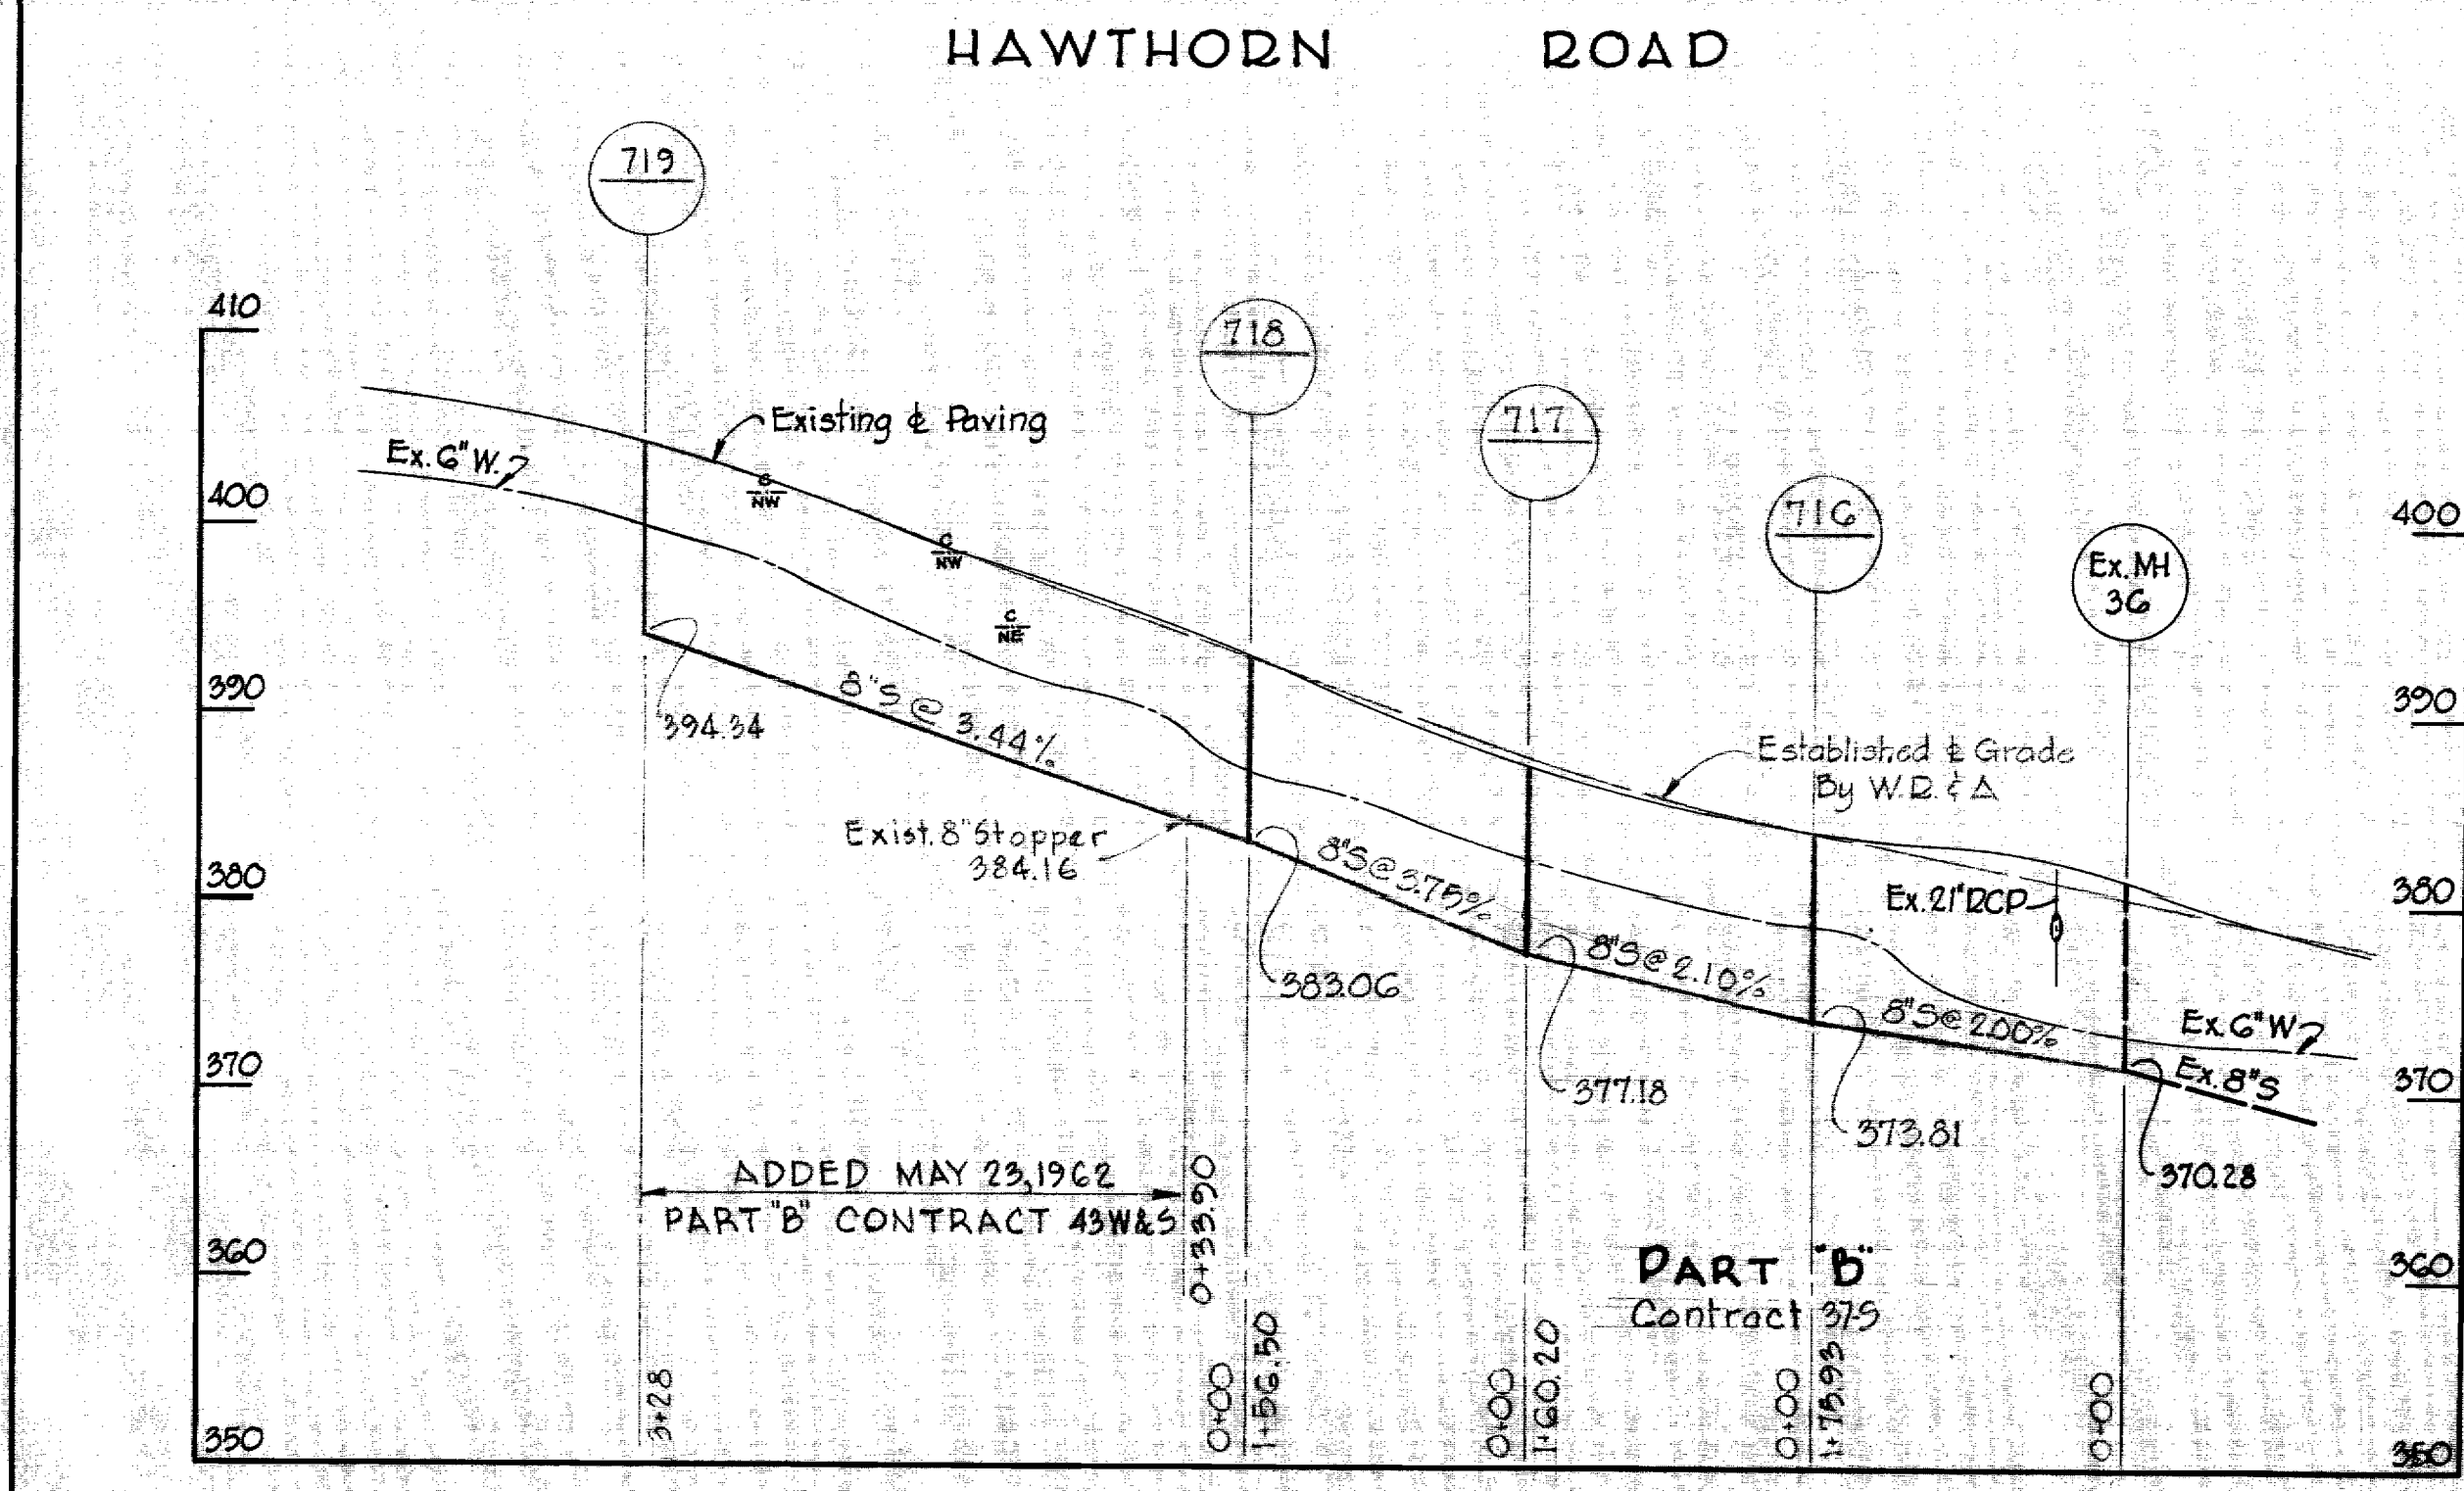 HAWTHORN ROAD
719
718
717
716
Ex. MH
36
410
400
390
380
370
360
350
Existing ℄ Paving
Ex. 6" W.
G
NW
C
NW
C
NE
394.34
8"S @ 3.44%
Exist. 8" Stopper
384.16
383.06
8"S @ 3.75%
377.18
8"S @ 2.10%
Established ℄ Grade
By W.R. & A
Ex. 21" RCP
373.81
8"S @ 2.00%
Ex. 6" W
Ex. 8"S
370.28
ADDED MAY 23, 1962
PART "B" CONTRACT 43W&S
PART "B"
Contract 37-S
3+28
0+33.90
0+00
1+56.50
0+00
1+60.20
0+00
1+75.93
0+00
400
390
380
370
360
350